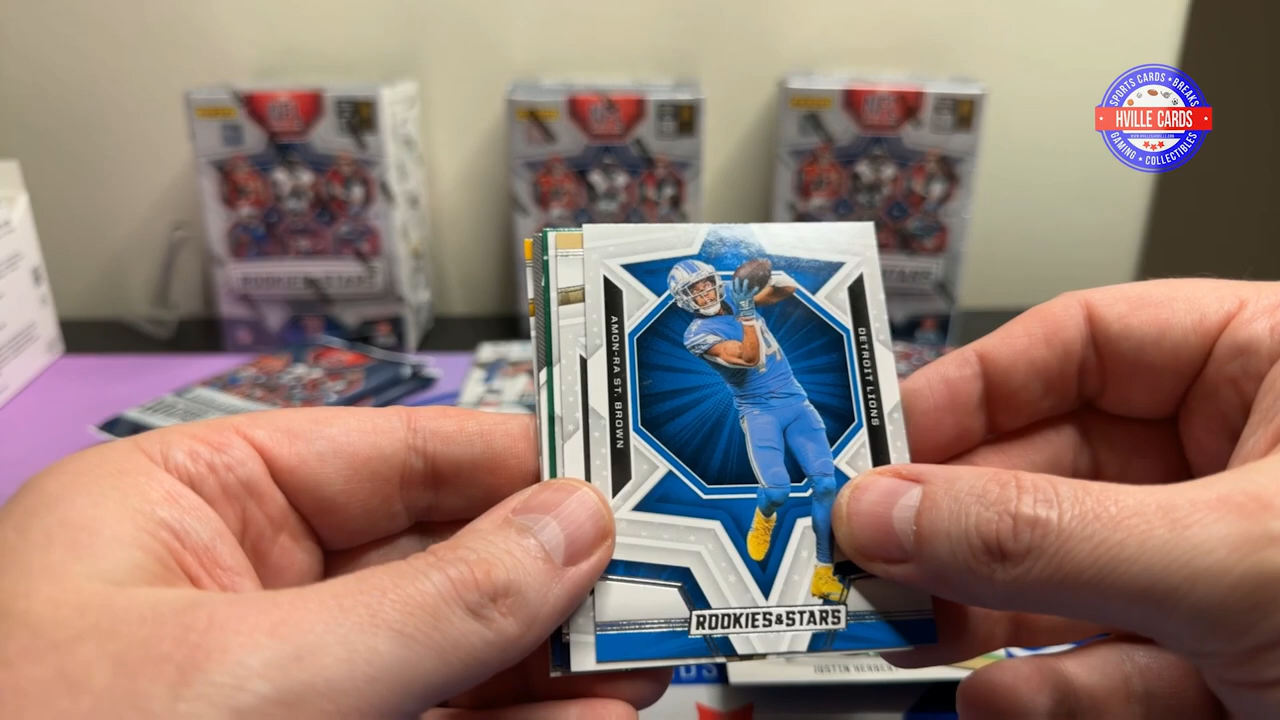 SPORTS CARDS • BREAKS
HVILLE CARDS
GAMING ★ COLLECTIBLES
AMON-RA ST. BROWN
DETROIT LIONS
ROOKIES&STARS
JUSTIN HERBERT